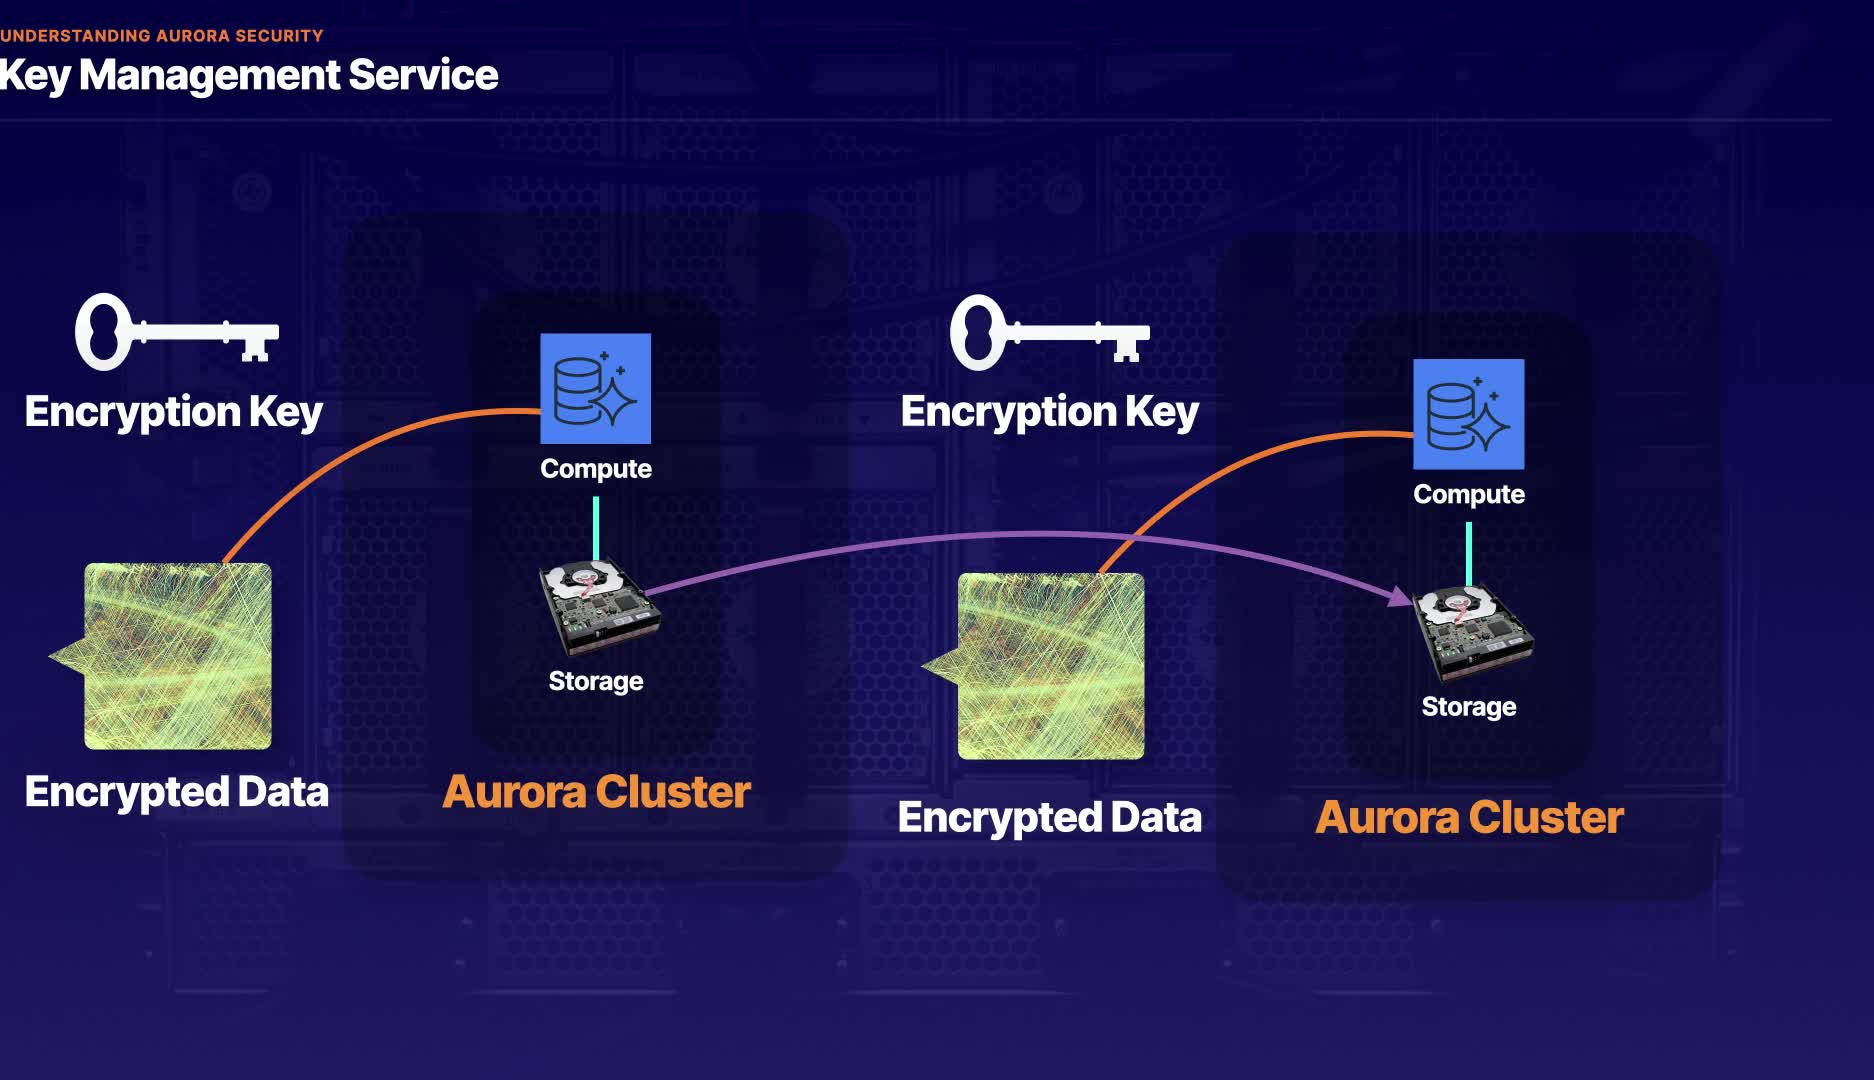 UNDERSTANDING AURORA SECURITY
Key Management Service
Encryption Key
Compute
Storage
Encrypted Data
Aurora Cluster
Encryption Key
Compute
Storage
Encrypted Data
Aurora Cluster